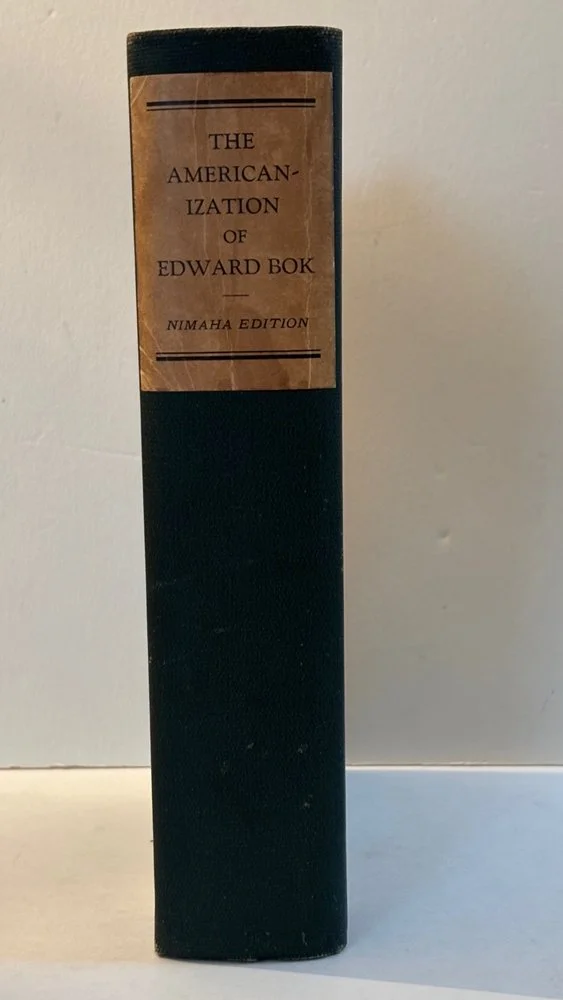 THE
AMERICAN-
IZATION
OF
EDWARD BOK
NIMAHA EDITION